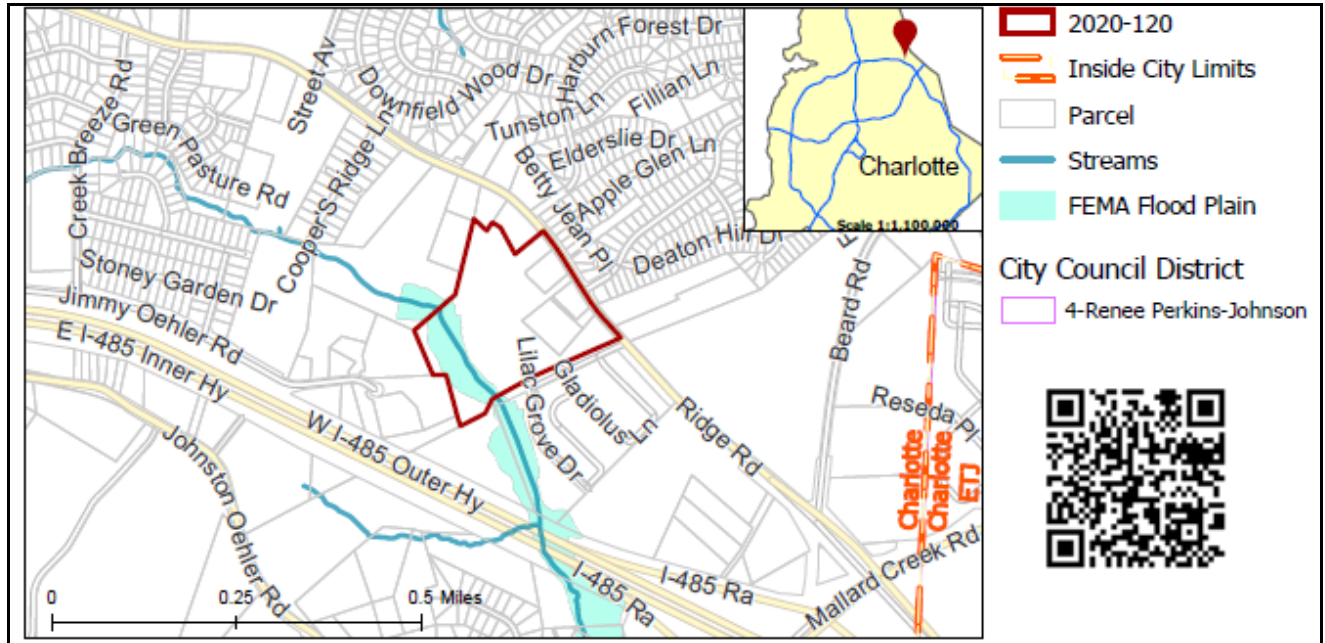 Harburn Forest Dr
Downfield Wood Dr
Street Av
Creek Breeze Rd
Green Pasture Rd
Tunston Ln
Fillian Ln
Elderslie Dr
Cooper'S Ridge Ln
Betty Jean Pl
Apple Glen Ln
Deaton Hill Dr
Stoney Garden Dr
Jimmy Oehler Rd
E I-485 Inner Hy
Beard Rd
Lilac Grove Dr
Gladiolus Ln
Ridge Rd
Reseda Pl
W I-485 Outer Hy
Johnston Oehler Rd
Charlotte
Charlotte
ETJ
I-485 Ra
I-485 Ra
Mallard Creek Rd
0 0.25 0.5 Miles
Charlotte
Scale 1:1,100,000
2020-120
Inside City Limits
Parcel
Streams
FEMA Flood Plain
City Council District
4-Renee Perkins-Johnson